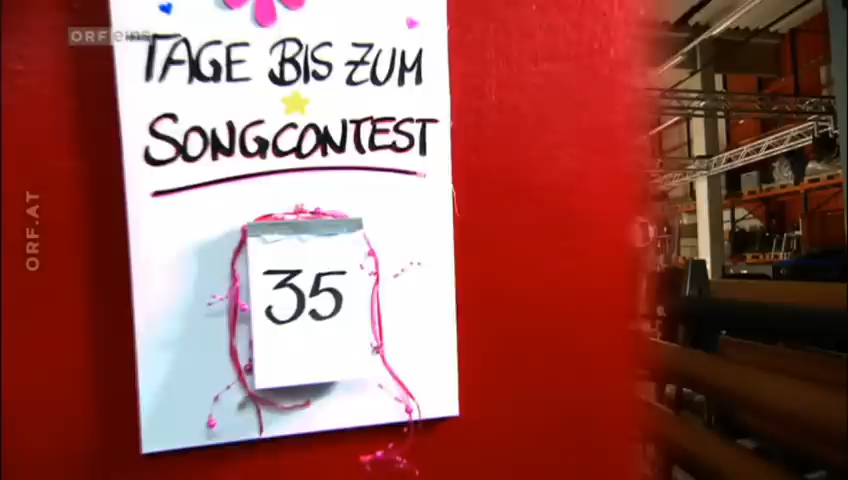 ORF eins
TAGE BIS ZUM
SONGCONTEST
35
ORF.AT